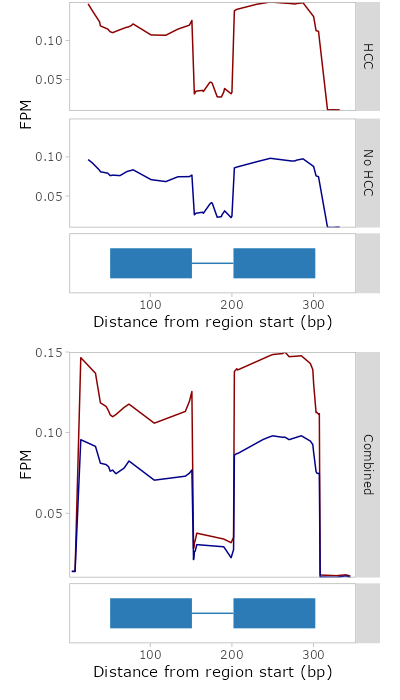 0.10
0.05
HCC
FPM
0.10
0.05
No HCC
100 200 300
Distance from region start (bp)
0.15
0.10
0.05
FPM
Combined
100 200 300
Distance from region start (bp)